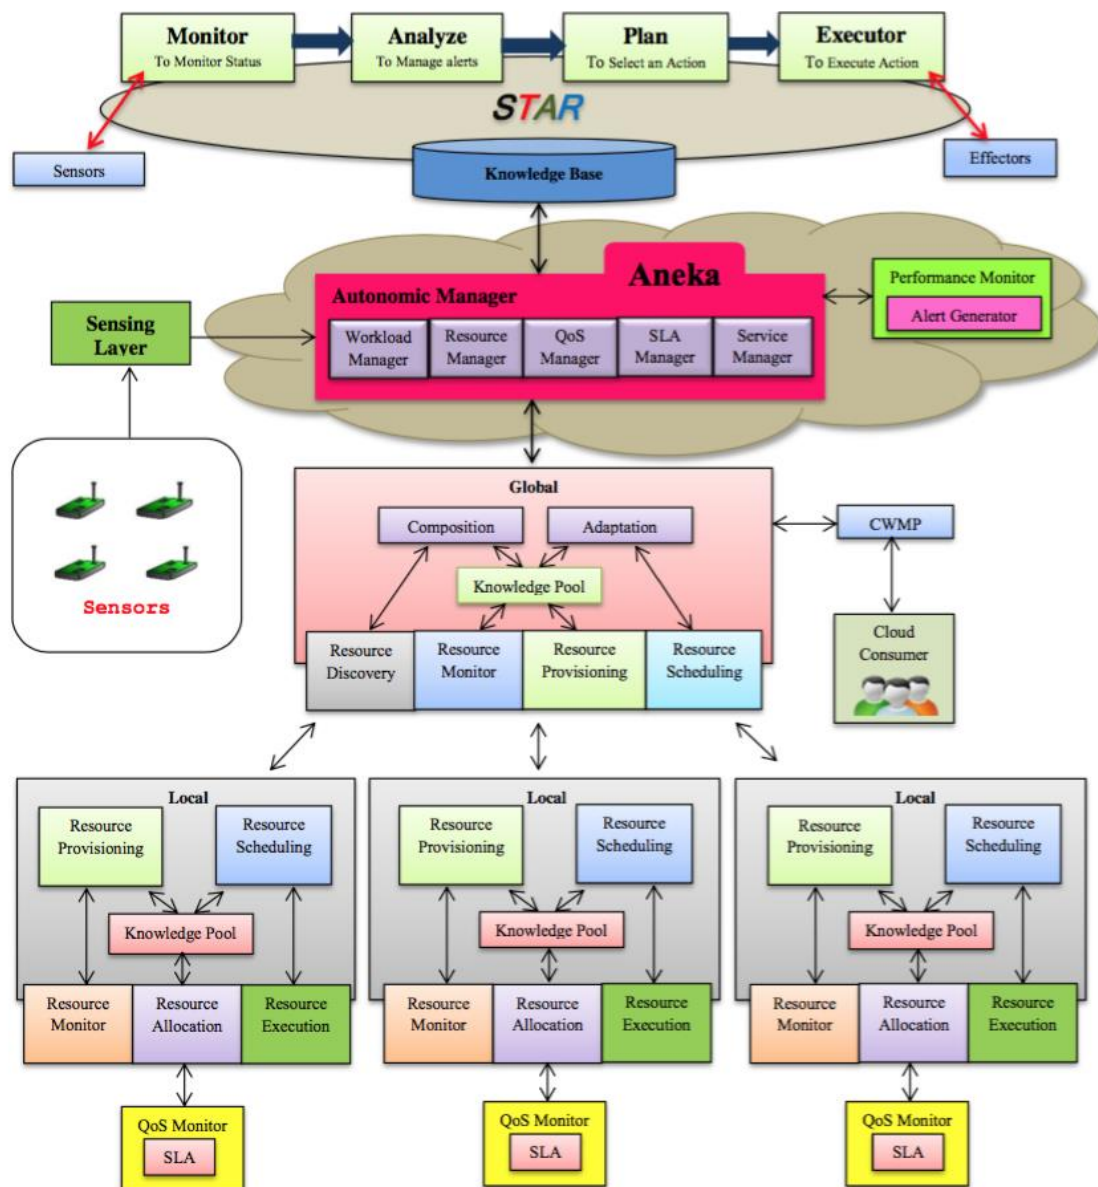 Monitor
To Monitor Status
Analyze
To Manage alerts
Plan
To Select an Action
Executor
To Execute Action
STAR
Sensors
Effectors
Knowledge Base
Aneka
Autonomic Manager
Workload
Manager
Resource
Manager
QoS
Manager
SLA
Manager
Service
Manager
Performance Monitor
Alert Generator
Sensing
Layer
Sensors
Global
Composition
Adaptation
Knowledge Pool
Resource
Discovery
Resource
Monitor
Resource
Provisioning
Resource
Scheduling
CWMP
Cloud
Consumer
Local
Resource
Provisioning
Resource
Scheduling
Knowledge Pool
Resource
Monitor
Resource
Allocation
Resource
Execution
QoS Monitor
SLA
Local
Resource
Provisioning
Resource
Scheduling
Knowledge Pool
Resource
Monitor
Resource
Allocation
Resource
Execution
QoS Monitor
SLA
Local
Resource
Provisioning
Resource
Scheduling
Knowledge Pool
Resource
Monitor
Resource
Allocation
Resource
Execution
QoS Monitor
SLA